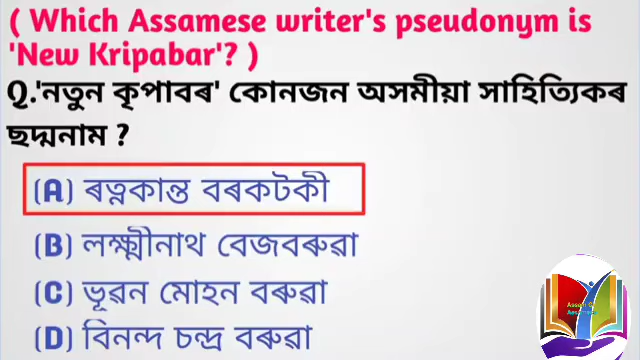 ( Which Assamese writer's pseudonym is
'New Kripabar'? )
Q.'নতুন কৃপাবৰ' কোনজন অসমীয়া সাহিত্যিকৰ
ছদ্মনাম ?
(A) ৰত্নকান্ত বৰকটকী
(B) লক্ষ্মীনাথ বেজবৰুৱা
(C) ভূৱন মোহন বৰুৱা
(D) বিনন্দ চন্দ্ৰ বৰুৱা